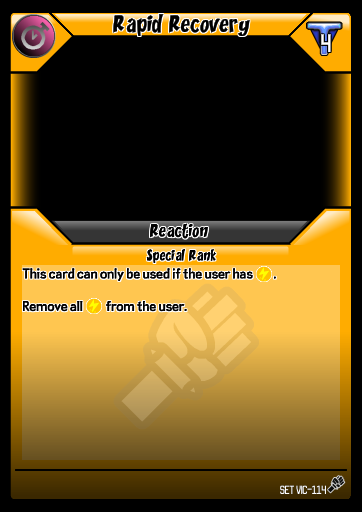 Rapid Recovery
4
Reaction
Special Rank
This card can only be used if the user has .
Remove all from the user.
SET VIC-114